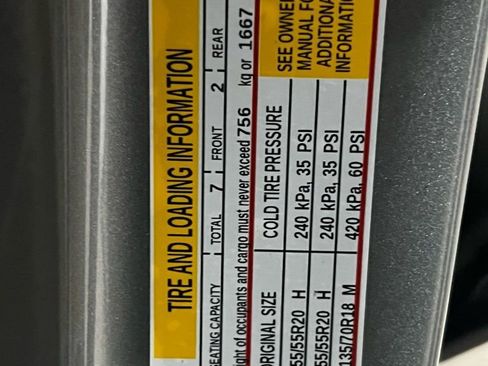 TIRE AND LOADING INFORMATION
SEATING CAPACITY TOTAL 7 FRONT 2 REAR
ight of occupants and cargo must never exceed 756 kg or 1667
ORIGINAL SIZE COLD TIRE PRESSURE
55/55R20 H 240 kPa, 35 PSI
55/55R20 H 240 kPa, 35 PSI
135/70R18 M 420 kPa, 60 PSI
SEE OWNER
MANUAL FO
ADDITIONA
INFORMATI